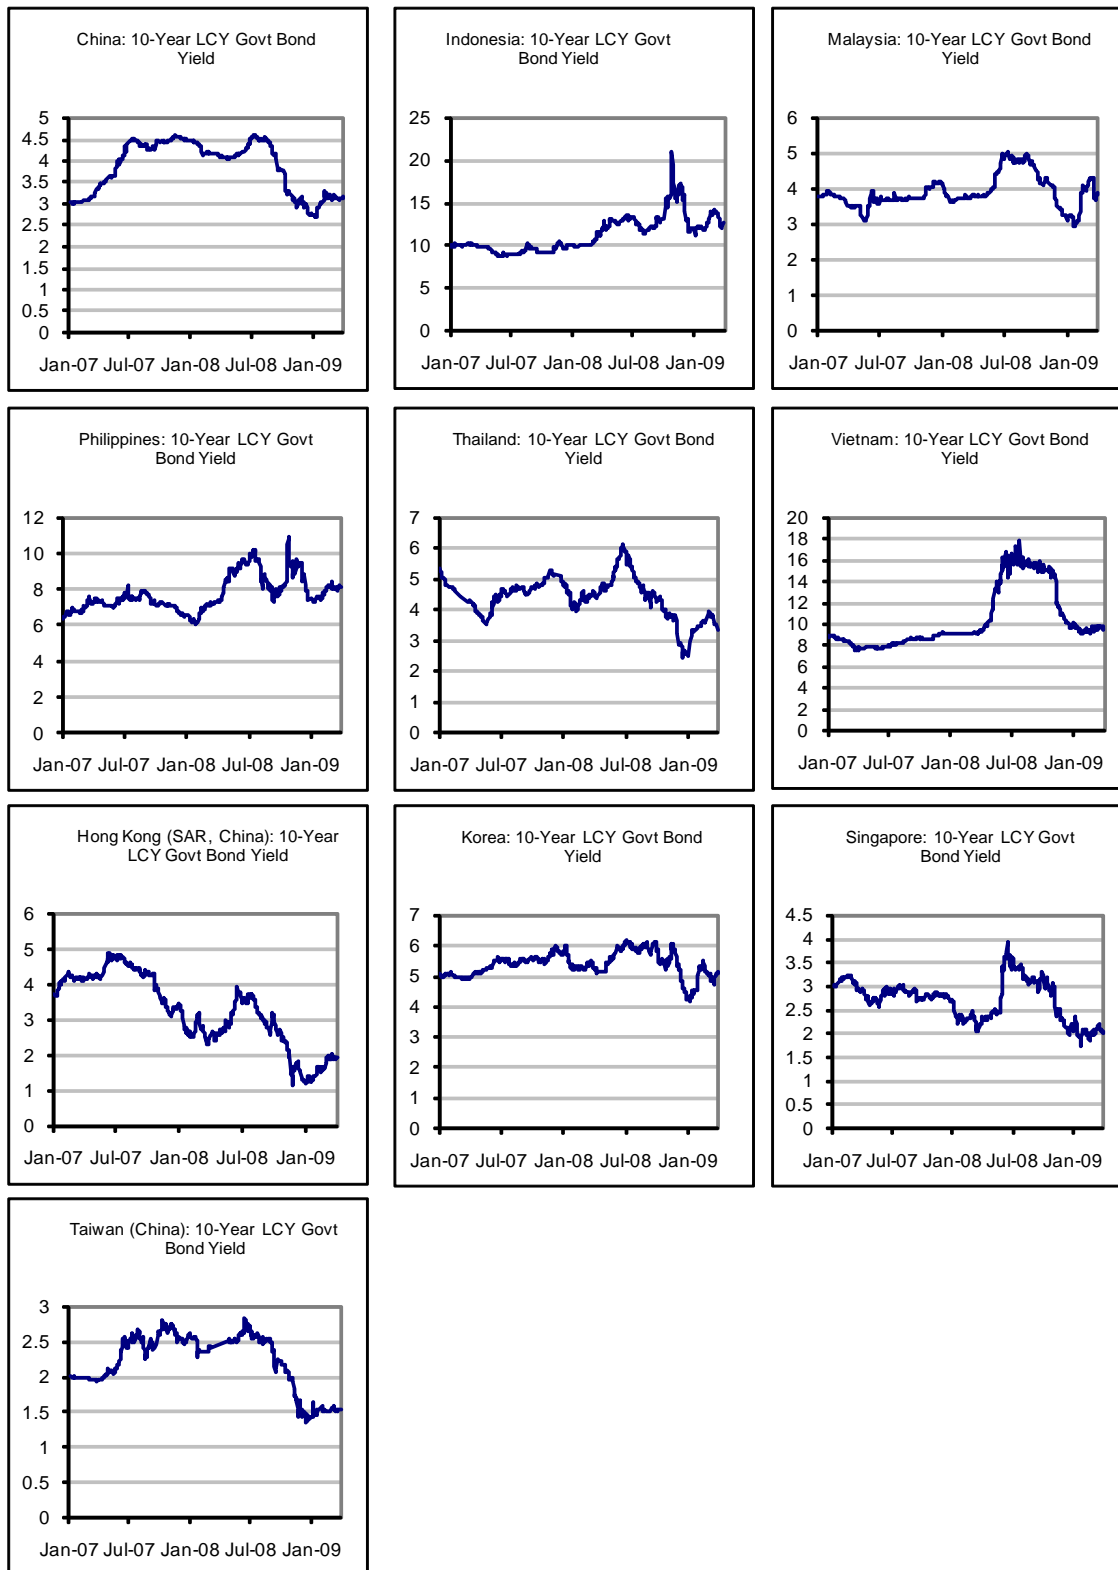 China: 10-Year LCY Govt Bond
Yield
5
4.5
4
3.5
3
2.5
2
1.5
1
0.5
0
Jan-07 Jul-07 Jan-08 Jul-08 Jan-09
Indonesia: 10-Year LCY Govt
Bond Yield
25
20
15
10
5
0
Jan-07 Jul-07 Jan-08 Jul-08 Jan-09
Malaysia: 10-Year LCY Govt Bond
Yield
6
5
4
3
2
1
0
Jan-07 Jul-07 Jan-08 Jul-08 Jan-09
Philippines: 10-Year LCY Govt
Bond Yield
12
10
8
6
4
2
0
Jan-07 Jul-07 Jan-08 Jul-08 Jan-09
Thailand: 10-Year LCY Govt Bond
Yield
7
6
5
4
3
2
1
0
Jan-07 Jul-07 Jan-08 Jul-08 Jan-09
Vietnam: 10-Year LCY Govt Bond
Yield
20
18
16
14
12
10
8
6
4
2
0
Jan-07 Jul-07 Jan-08 Jul-08 Jan-09
Hong Kong (SAR, China): 10-Year
LCY Govt Bond Yield
6
5
4
3
2
1
0
Jan-07 Jul-07 Jan-08 Jul-08 Jan-09
Korea: 10-Year LCY Govt Bond
Yield
7
6
5
4
3
2
1
0
Jan-07 Jul-07 Jan-08 Jul-08 Jan-09
Singapore: 10-Year LCY Govt
Bond Yield
4.5
4
3.5
3
2.5
2
1.5
1
0.5
0
Jan-07 Jul-07 Jan-08 Jul-08 Jan-09
Taiwan (China): 10-Year LCY Govt
Bond Yield
3
2.5
2
1.5
1
0.5
0
Jan-07 Jul-07 Jan-08 Jul-08 Jan-09